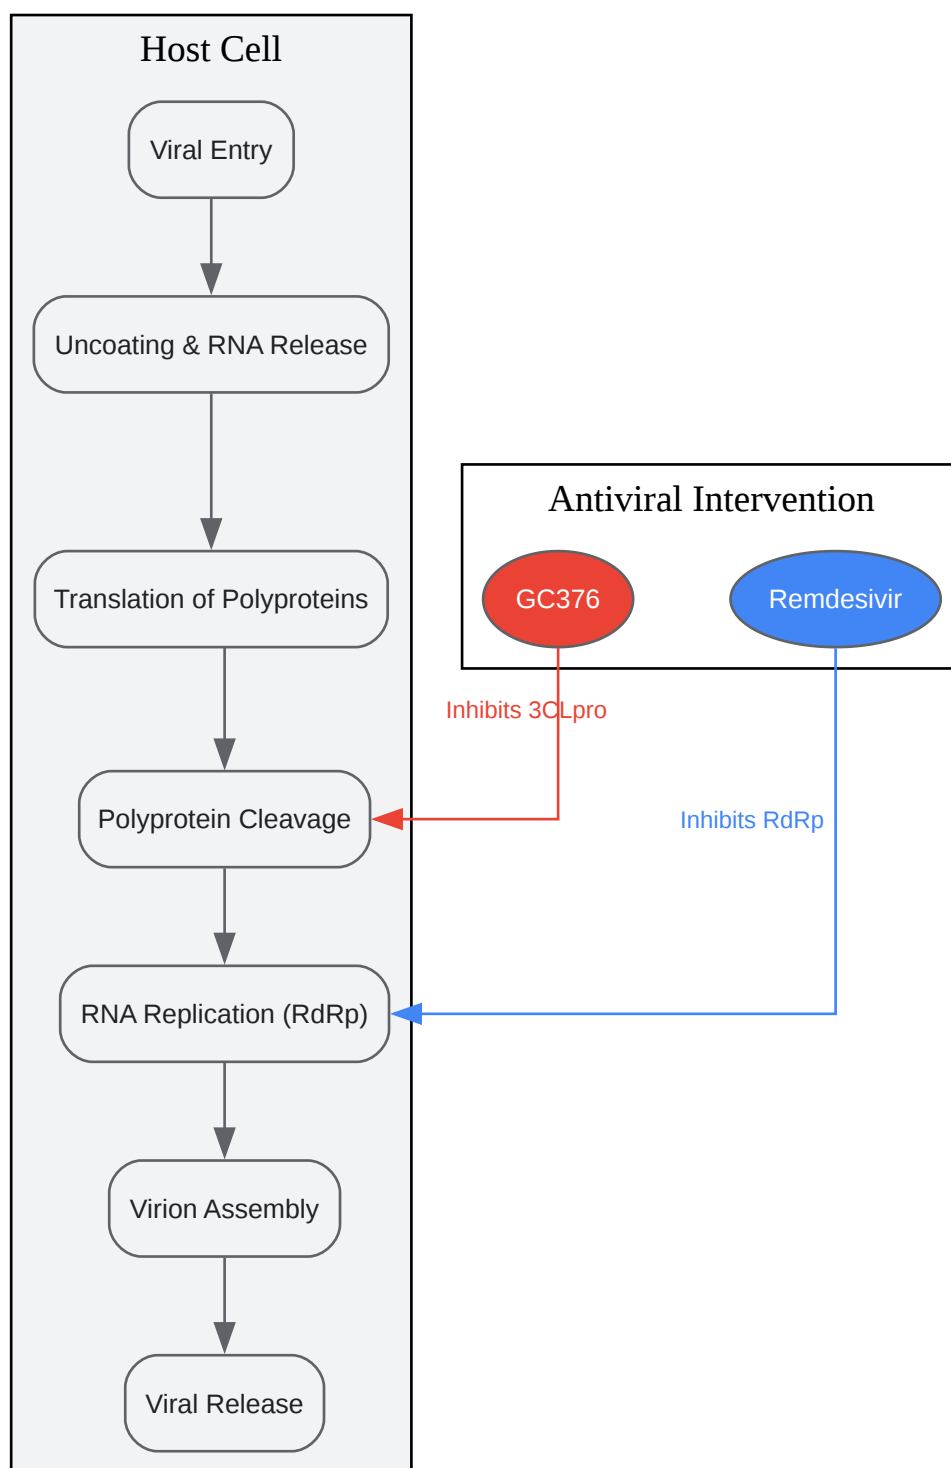 Host Cell
Viral Entry
Uncoating & RNA Release
Translation of Polyproteins
Polyprotein Cleavage
RNA Replication (RdRp)
Virion Assembly
Viral Release
Antiviral Intervention
GC376
Remdesivir
Inhibits 3CLpro
Inhibits RdRp